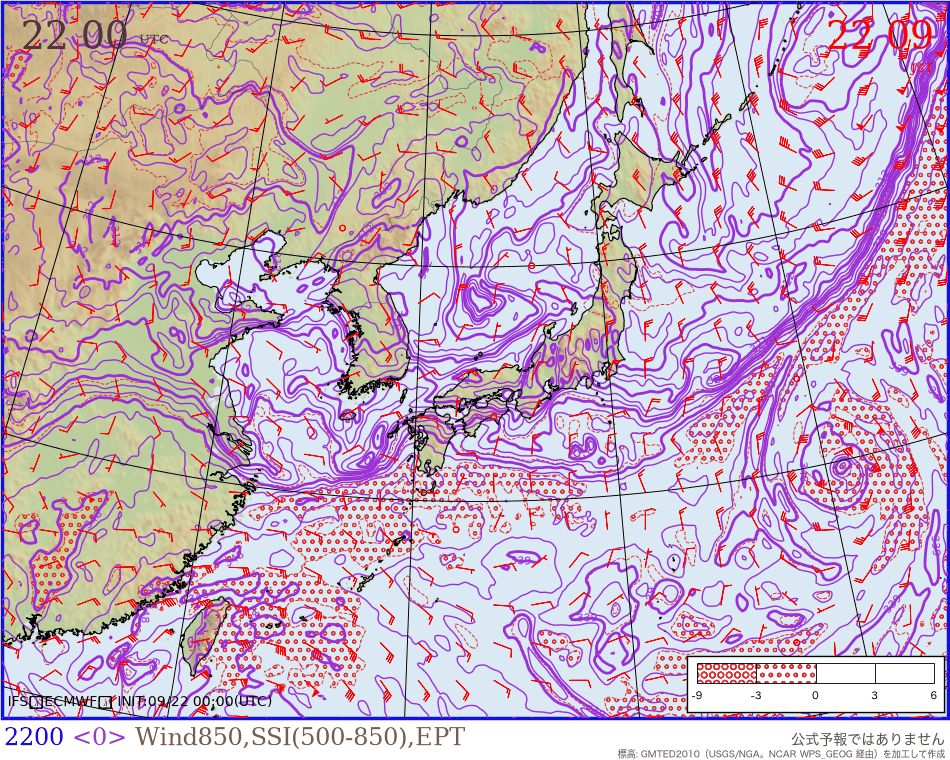 22 00 UTC
22 09
JST
IFS□ECMWF□ INIT:09/22 00:00(UTC)
-9 -3 0 3 6
2200 <0> Wind850,SSI(500-850),EPT
公式予報ではありません
標高: GMTED2010（USGS/NGA。NCAR WPS_GEOG 経由）を加工して作成